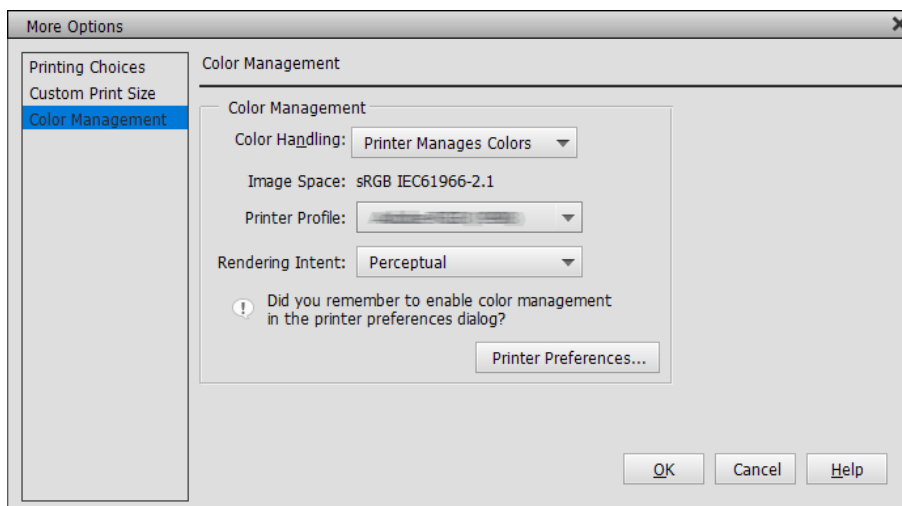 More Options
Printing Choices
Custom Print Size
Color Management
Color Management
Color Management
Color Handling: Printer Manages Colors
Image Space: sRGB IEC61966-2.1
Printer Profile:
Rendering Intent: Perceptual
! Did you remember to enable color management
in the printer preferences dialog?
Printer Preferences...
OK Cancel Help